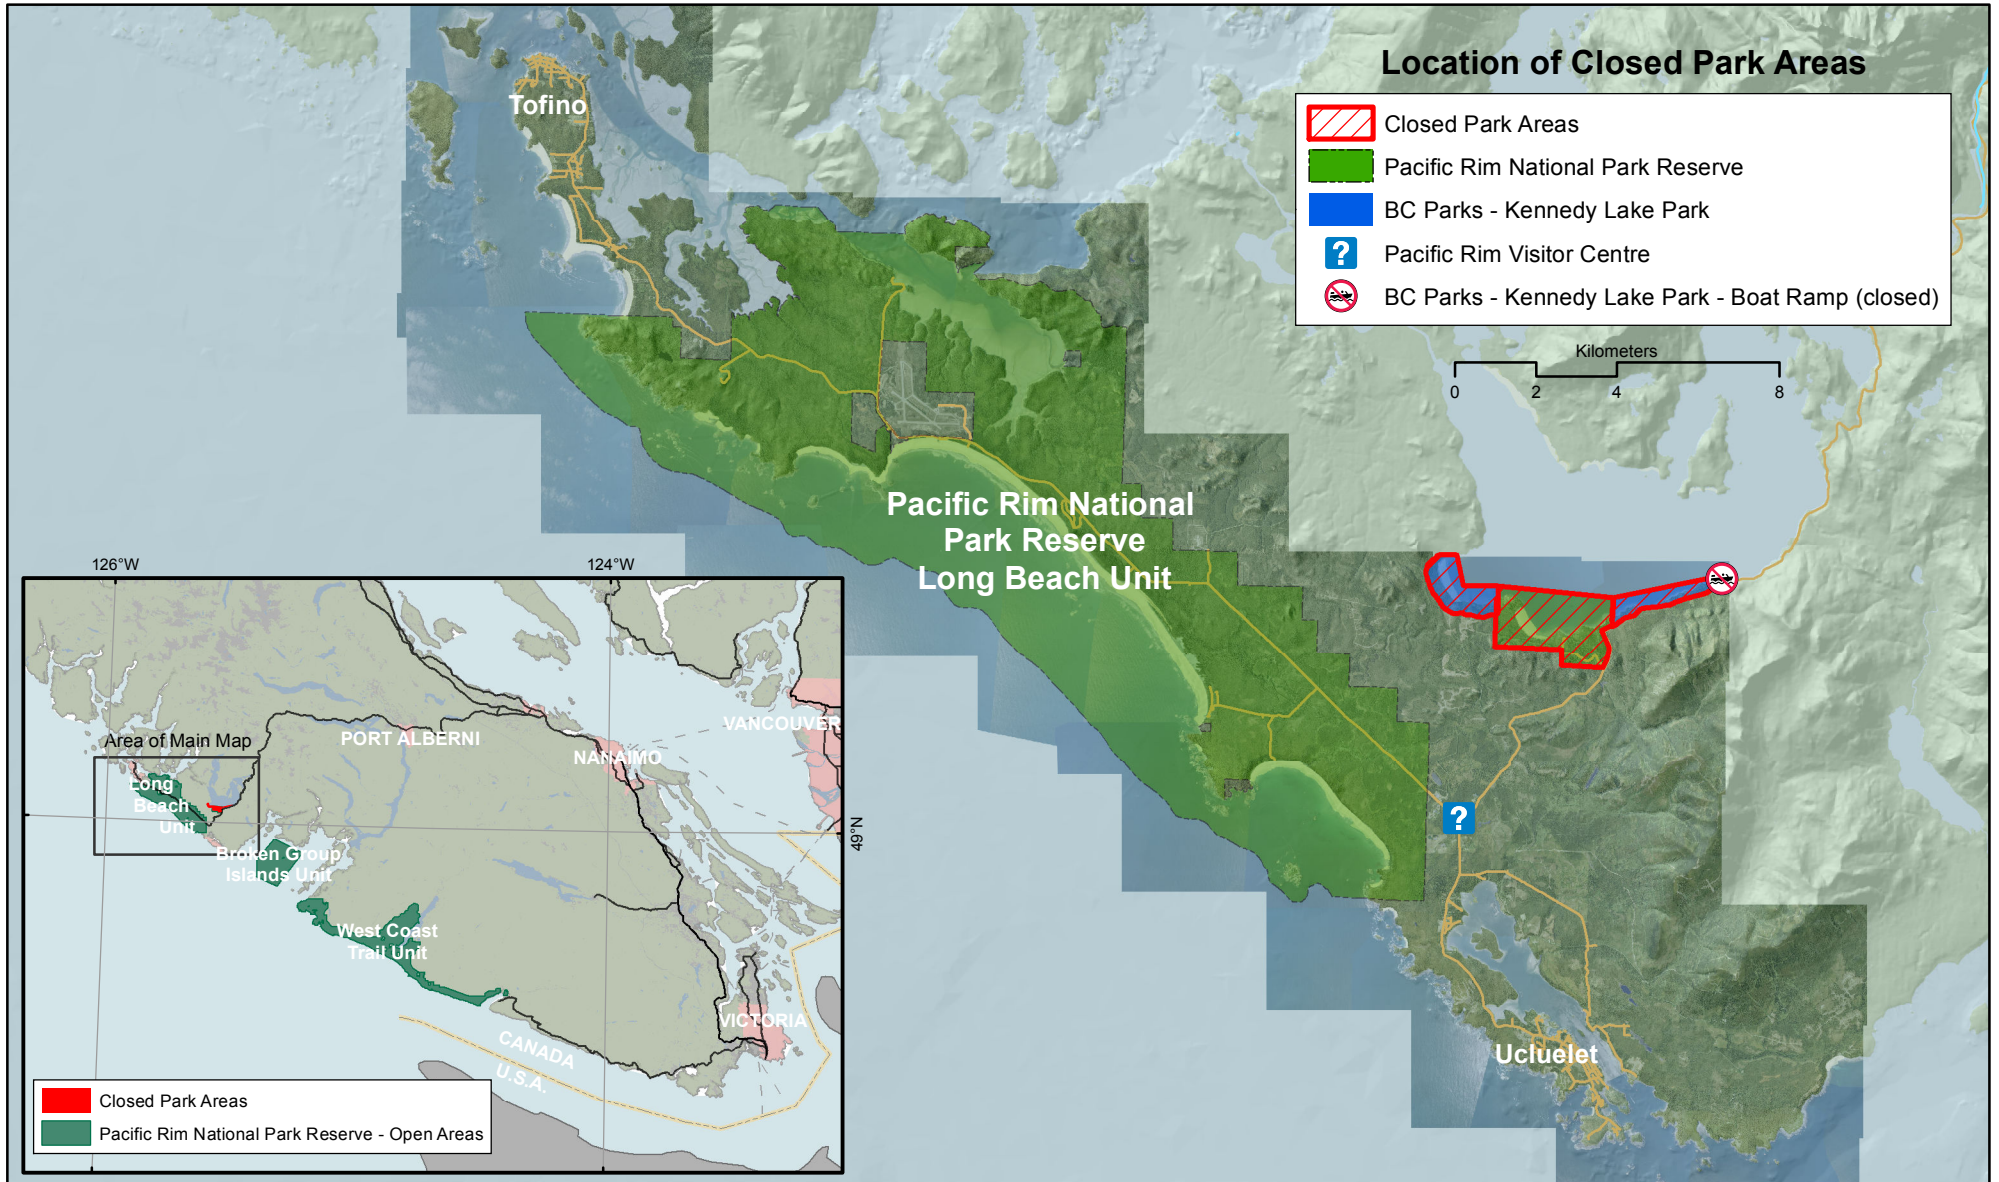 Location of Closed Park Areas
Closed Park Areas
Pacific Rim National Park Reserve
BC Parks - Kennedy Lake Park
?
Pacific Rim Visitor Centre
BC Parks - Kennedy Lake Park - Boat Ramp (closed)
Kilometers
0 2 4 8
Tofino
Pacific Rim National
Park Reserve
Long Beach Unit
?
Ucluelet
126°W
124°W
49°N
VANCOUVER
PORT ALBERNI
NANAIMO
Area of Main Map
Long
Beach
Unit
Broken Group
Islands Unit
West Coast
Trail Unit
VICTORIA
CANADA
U.S.A.
Closed Park Areas
Pacific Rim National Park Reserve - Open Areas